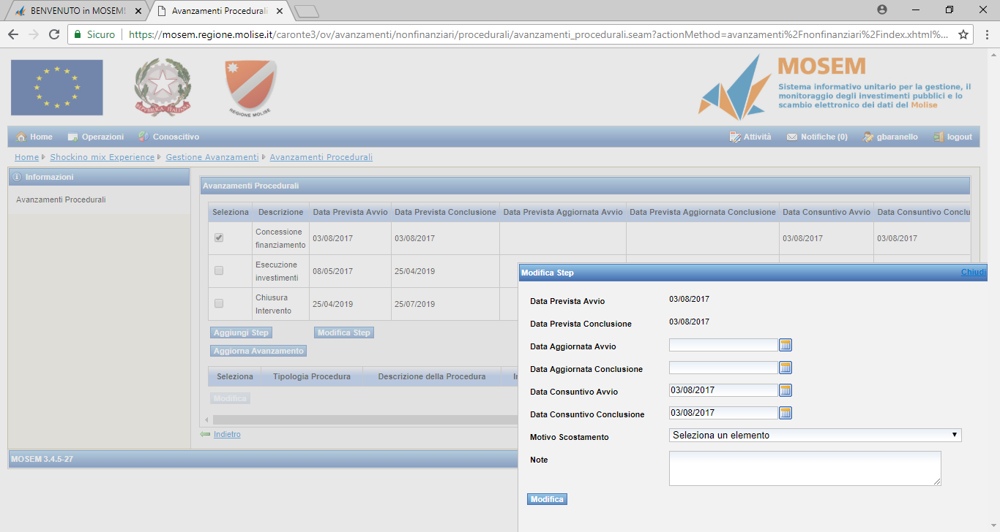 BENVENUTO in MOSEM!
Avanzamenti Procedurali
Sicuro https://mosem.regione.molise.it/caronte3/ov/avanzamenti/nonfinanziari/procedurali/avanzamenti_procedurali.seam?actionMethod=avanzamenti%2Fnonfinanziari%2Findex.xhtml%...
REPVBBLICA ITALIANA
REGIONE MOLISE
MOSEM
Sistema informativo unitario per la gestione, il
monitoraggio degli investimenti pubblici e lo
scambio elettronico dei dati del Molise
Home Operazioni Conoscitivo Attività Notifiche (0) gbaranello logout
Home Shockino mix Experience Gestione Avanzamenti Avanzamenti Procedurali
Informazioni
Avanzamenti Procedurali
Avanzamenti Procedurali
Seleziona Descrizione Data Prevista Avvio Data Prevista Conclusione Data Prevista Aggiornata Avvio Data Prevista Aggiornata Conclusione Data Consuntivo Avvio Data Consuntivo Conclu
Concessione
finanziamento 03/08/2017 03/08/2017 03/08/2017 03/08/2017
Esecuzione
investimenti 08/05/2017 25/04/2019
Chiusura
Intervento 25/04/2019 25/07/2019
Aggiungi Step Modifica Step
Aggiorna Avanzamento
Seleziona Tipologia Procedura Descrizione della Procedura
Modifica
Indietro
MOSEM 3.4.5-27
Modifica Step Chiudi
Data Prevista Avvio 03/08/2017
Data Prevista Conclusione 03/08/2017
Data Aggiornata Avvio
Data Aggiornata Conclusione
Data Consuntivo Avvio 03/08/2017
Data Consuntivo Conclusione 03/08/2017
Motivo Scostamento Seleziona un elemento
Note
Modifica